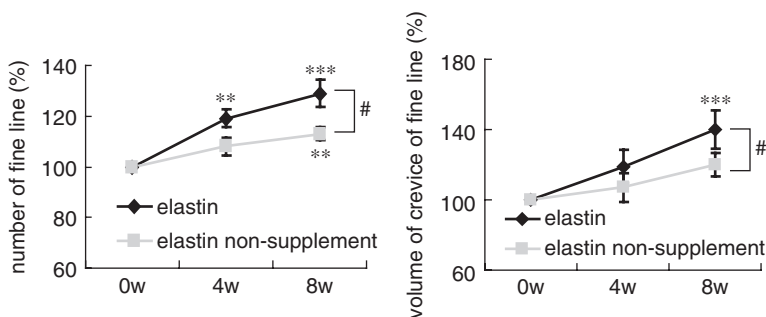 number of fine line (%)
140
120
100
80
60
**
***
**
#
elastin
elastin non-supplement
0w
4w
8w
volume of crevice of fine line (%)
180
140
100
60
***
#
elastin
elastin non-supplement
0w
4w
8w